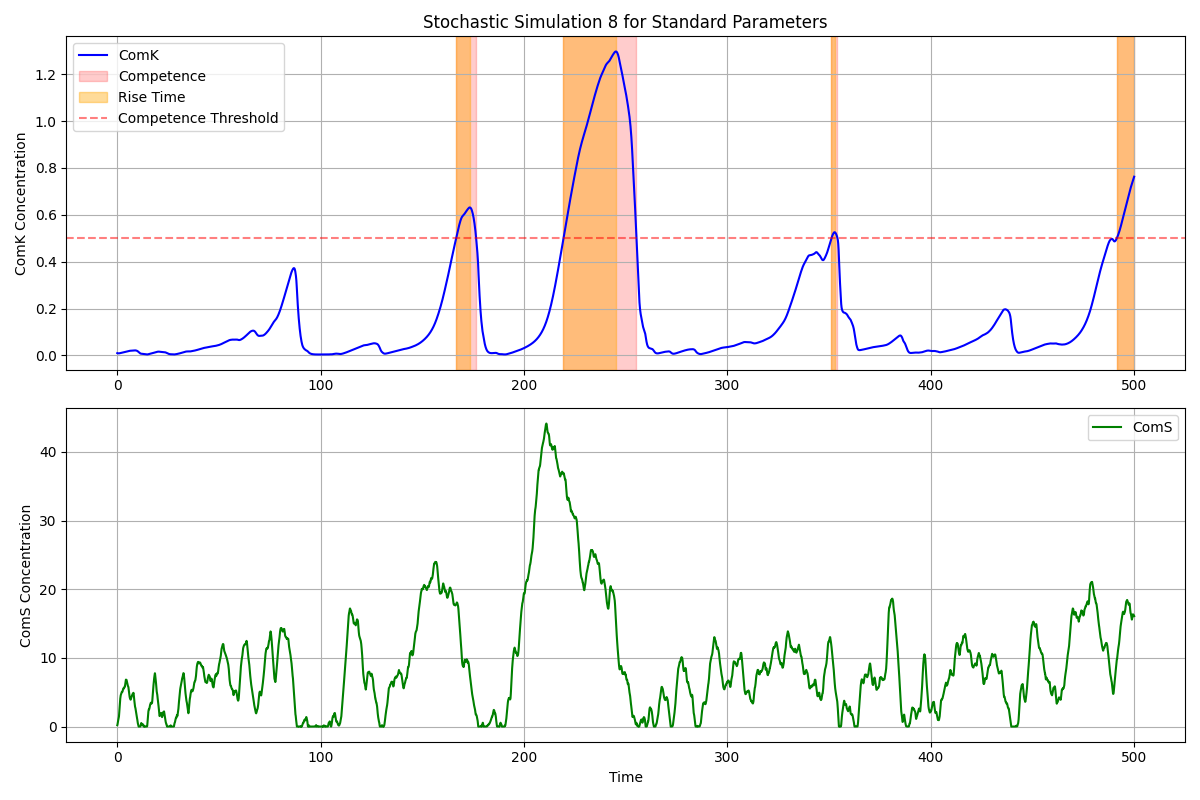 Stochastic Simulation 8 for Standard Parameters
ComK
Competence
Rise Time
Competence Threshold
ComK Concentration
1.2
1.0
0.8
0.6
0.4
0.2
0.0
0 100 200 300 400 500
ComS
ComS Concentration
40
30
20
10
0
0 100 200 300 400 500
Time